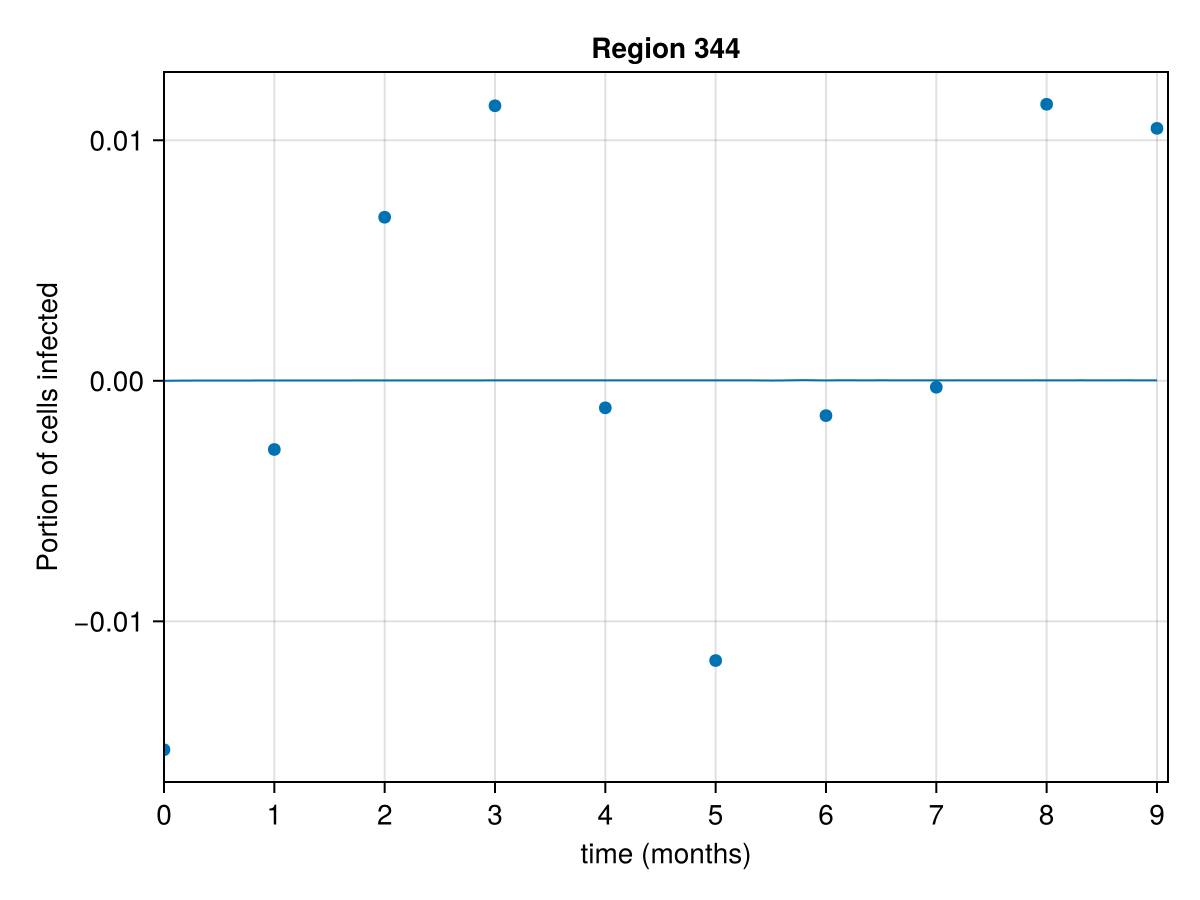 Region 344
Portion of cells infected
0.01
0.00
−0.01
0 1 2 3 4 5 6 7 8 9
time (months)